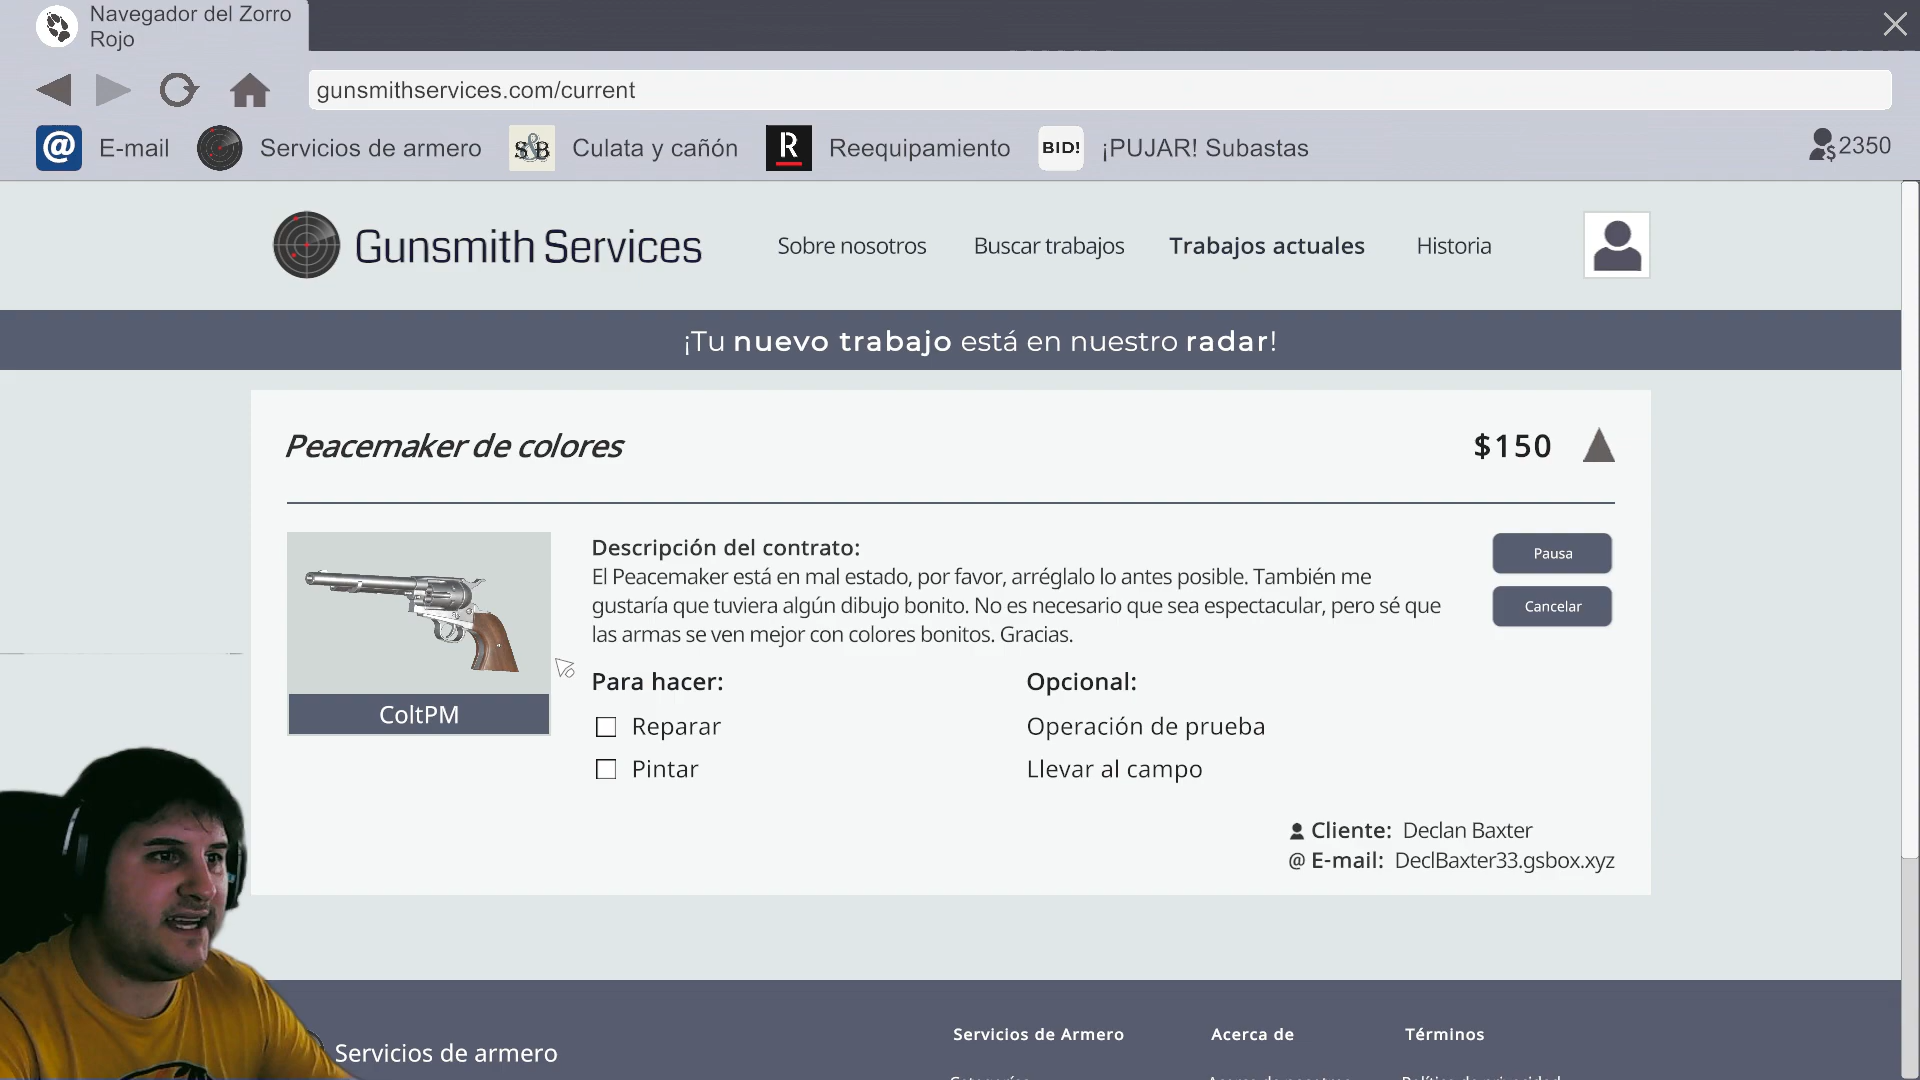 Navegador del Zorro
Rojo
gunsmithservices.com/current
@ E-mail
Servicios de armero
S&B Culata y cañón
R Reequipamiento
BID! ¡PUJAR! Subastas
$2350
Gunsmith Services
Sobre nosotros
Buscar trabajos
Trabajos actuales
Historia
¡Tu nuevo trabajo está en nuestro radar!
Peacemaker de colores
$150
ColtPM
Descripción del contrato:
El Peacemaker está en mal estado, por favor, arréglalo lo antes posible. También me
gustaría que tuviera algún dibujo bonito. No es necesario que sea espectacular, pero sé que
las armas se ven mejor con colores bonitos. Gracias.
Pausa
Cancelar
Para hacer:
Reparar
Pintar
Opcional:
Operación de prueba
Llevar al campo
Cliente: Declan Baxter
@ E-mail: DeclBaxter33.gsbox.xyz
Servicios de armero
Servicios de Armero
Acerca de
Términos